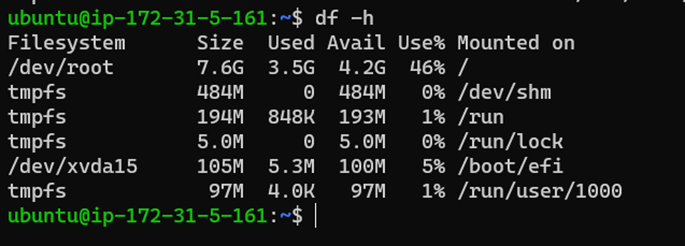 ubuntu@ip-172-31-5-161:~$ df -h
Filesystem      Size  Used Avail Use% Mounted on
/dev/root       7.6G  3.5G  4.2G  46% /
tmpfs           484M     0  484M   0% /dev/shm
tmpfs           194M  848K  193M   1% /run
tmpfs           5.0M     0  5.0M   0% /run/lock
/dev/xvda15     105M  5.3M  100M   5% /boot/efi
tmpfs            97M  4.0K   97M   1% /run/user/1000
ubuntu@ip-172-31-5-161:~$